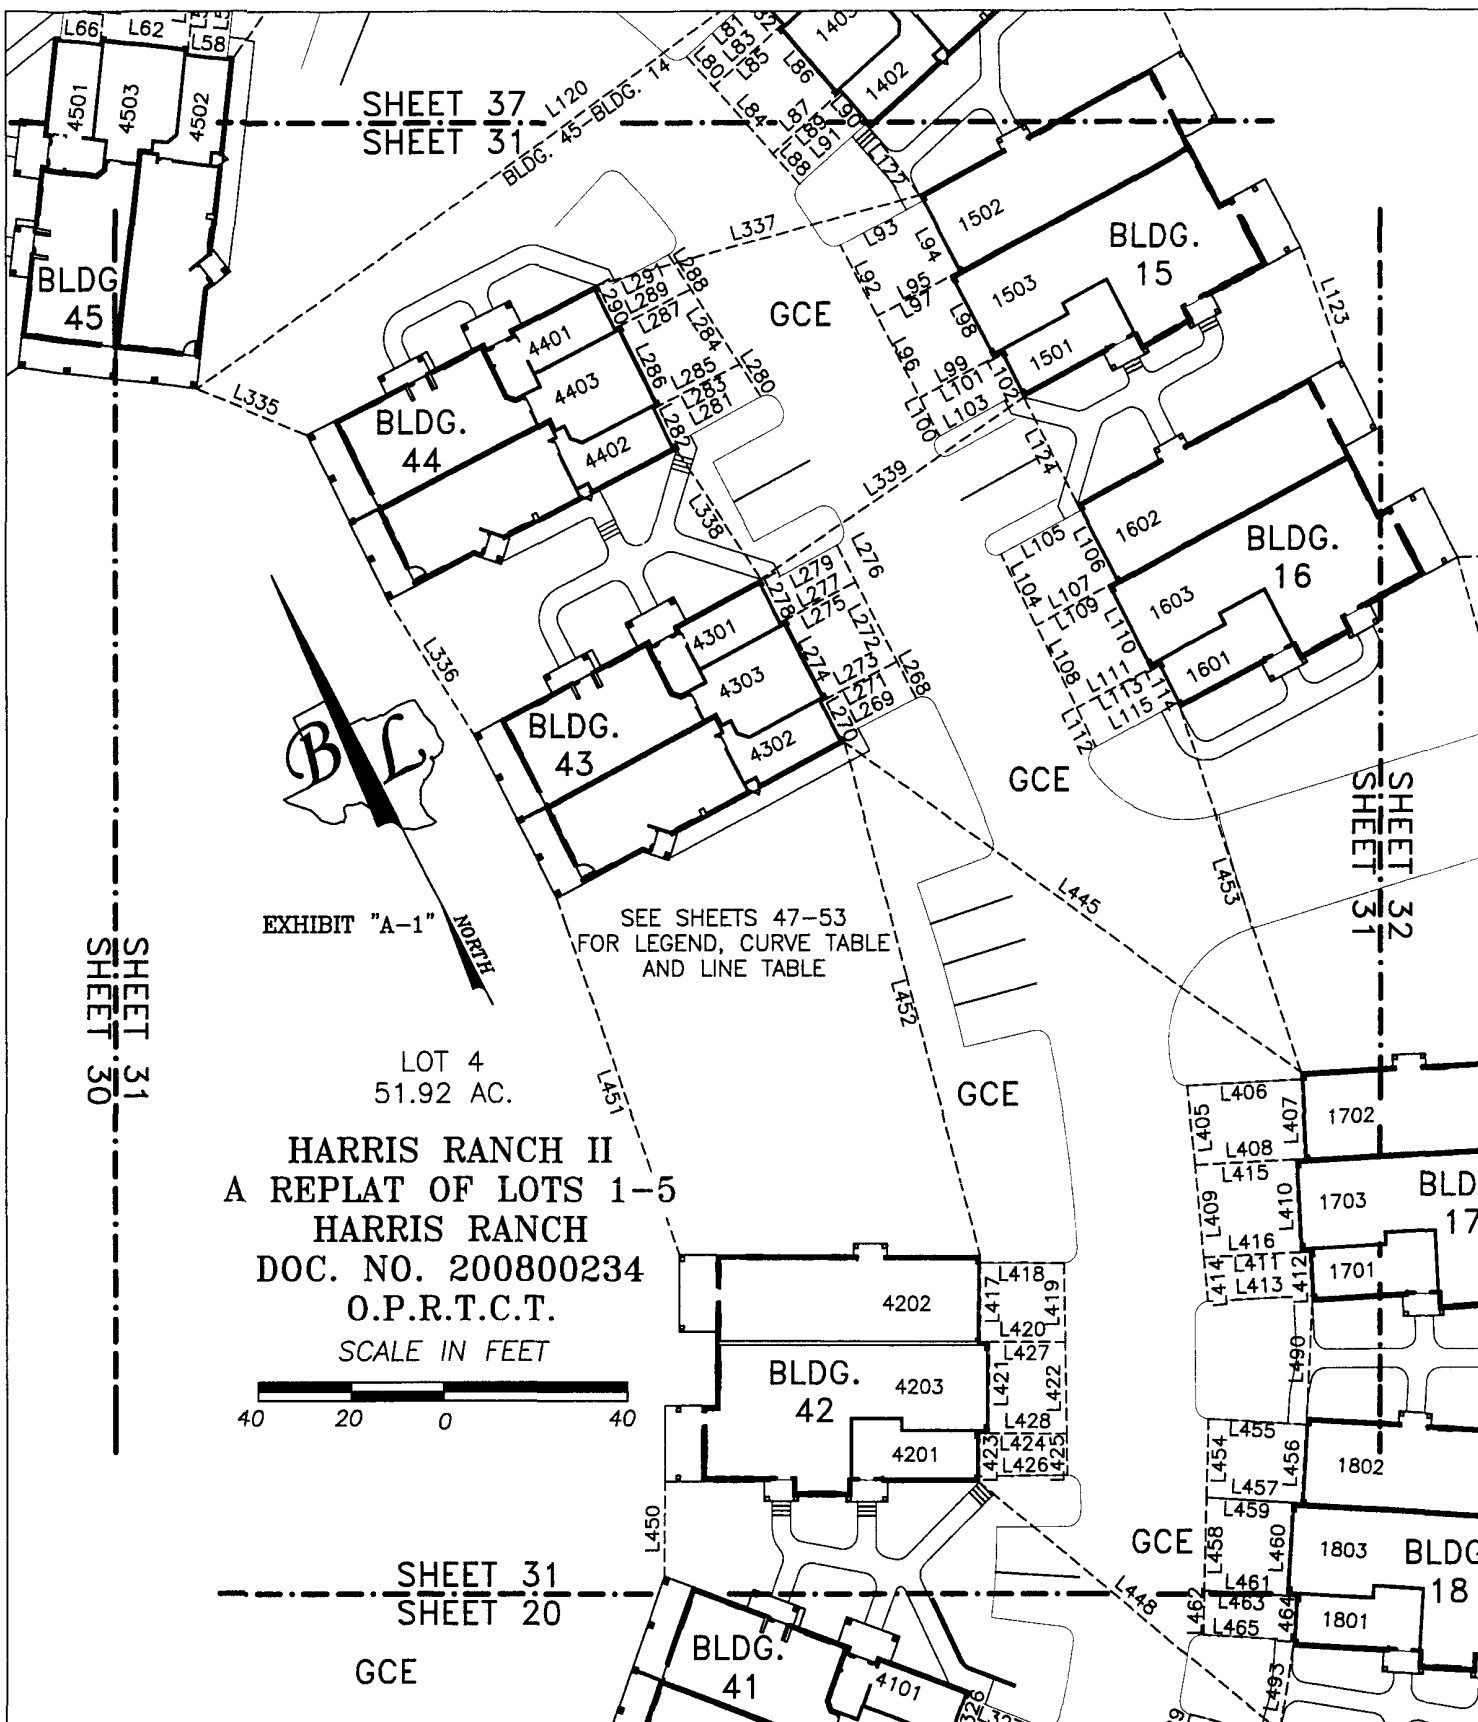 L66
L62
L58
4501
4503
4502
BLDG
45
SHEET 37
SHEET 31
L120
BLDG. 45-BLDG. 14
L81
L83
L85
L80
L84
L86
L87
L89
L91
L88
L90
L122
1403
1402
L337
L93
L94
L92
L95
L97
L96
L98
L99
L101
L102
L103
L100
1502
1503
1501
BLDG.
15
L123
GCE
L335
L291
L289
L287
L290
L288
L284
L286
L285
L283
L281
L280
L282
4401
4403
4402
BLDG.
44
L338
L339
L124
L336
L279
L277
L275
L276
L278
L272
L274
L273
L271
L269
L268
L270
4301
4303
4302
BLDG.
43
L105
L106
L104
L107
L109
L108
L110
L111
L113
L115
L114
L112
1602
1603
1601
BLDG.
16
GCE
SHEET 32
SHEET 31
L453
L445
B L
NORTH
EXHIBIT "A-1"
SEE SHEETS 47-53
FOR LEGEND, CURVE TABLE
AND LINE TABLE
SHEET 31
SHEET 30
L451
L452
LOT 4
51.92 AC.
HARRIS RANCH II
A REPLAT OF LOTS 1-5
HARRIS RANCH
DOC. NO. 200800234
O.P.R.T.C.T.
SCALE IN FEET
40 20 0 40
GCE
L406
L405
L407
L408
L415
L409
L410
L416
L411
L413
L414
L412
1702
1703
1701
BLD
17
L418
L417
L419
L420
L427
L421
L422
L428
L424
L426
L423
L425
4202
4203
4201
BLDG.
42
L490
L455
L454
L456
L457
L459
L458
L460
L461
L463
L465
L462
L464
L493
1802
1803
1801
BLDG
18
GCE
L450
L448
SHEET 31
SHEET 20
GCE
BLDG.
41
4101